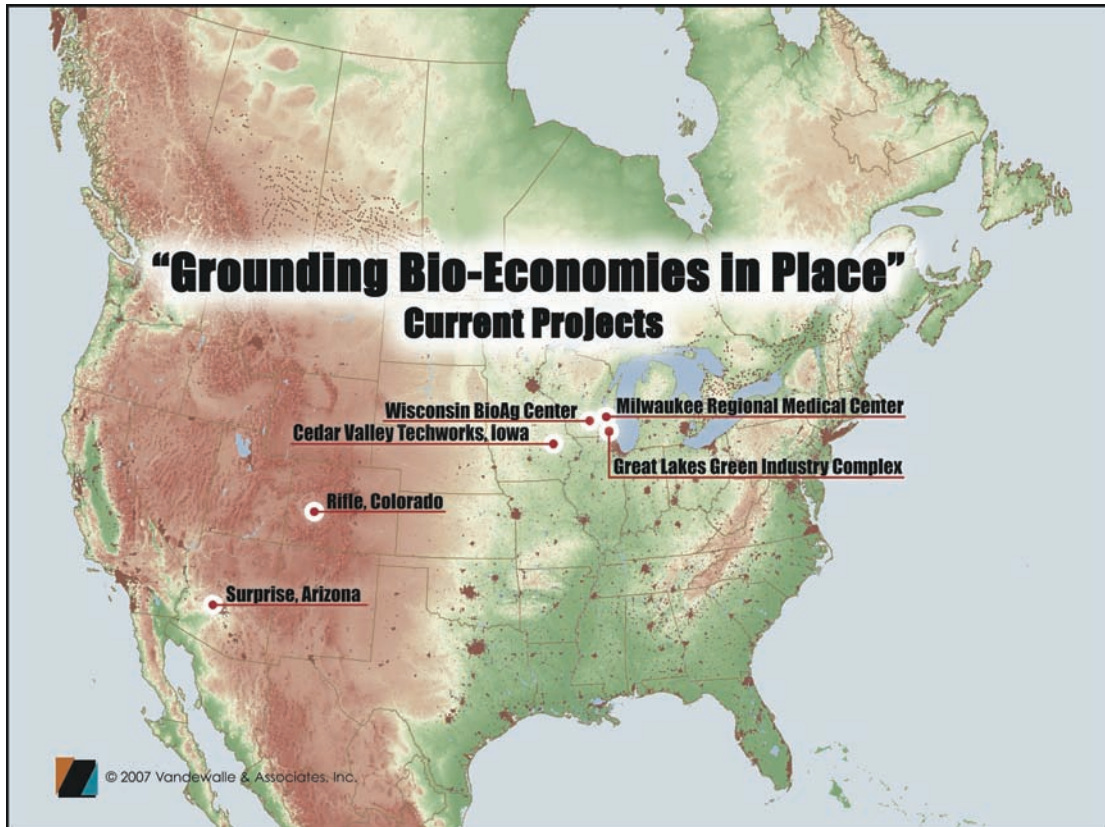 “Grounding Bio-Economies in Place”
Current Projects
Wisconsin BioAg Center
Milwaukee Regional Medical Center
Cedar Valley Techworks, Iowa
Great Lakes Green Industry Complex
Rifle, Colorado
Surprise, Arizona
© 2007 Vandewalle & Associates, Inc.